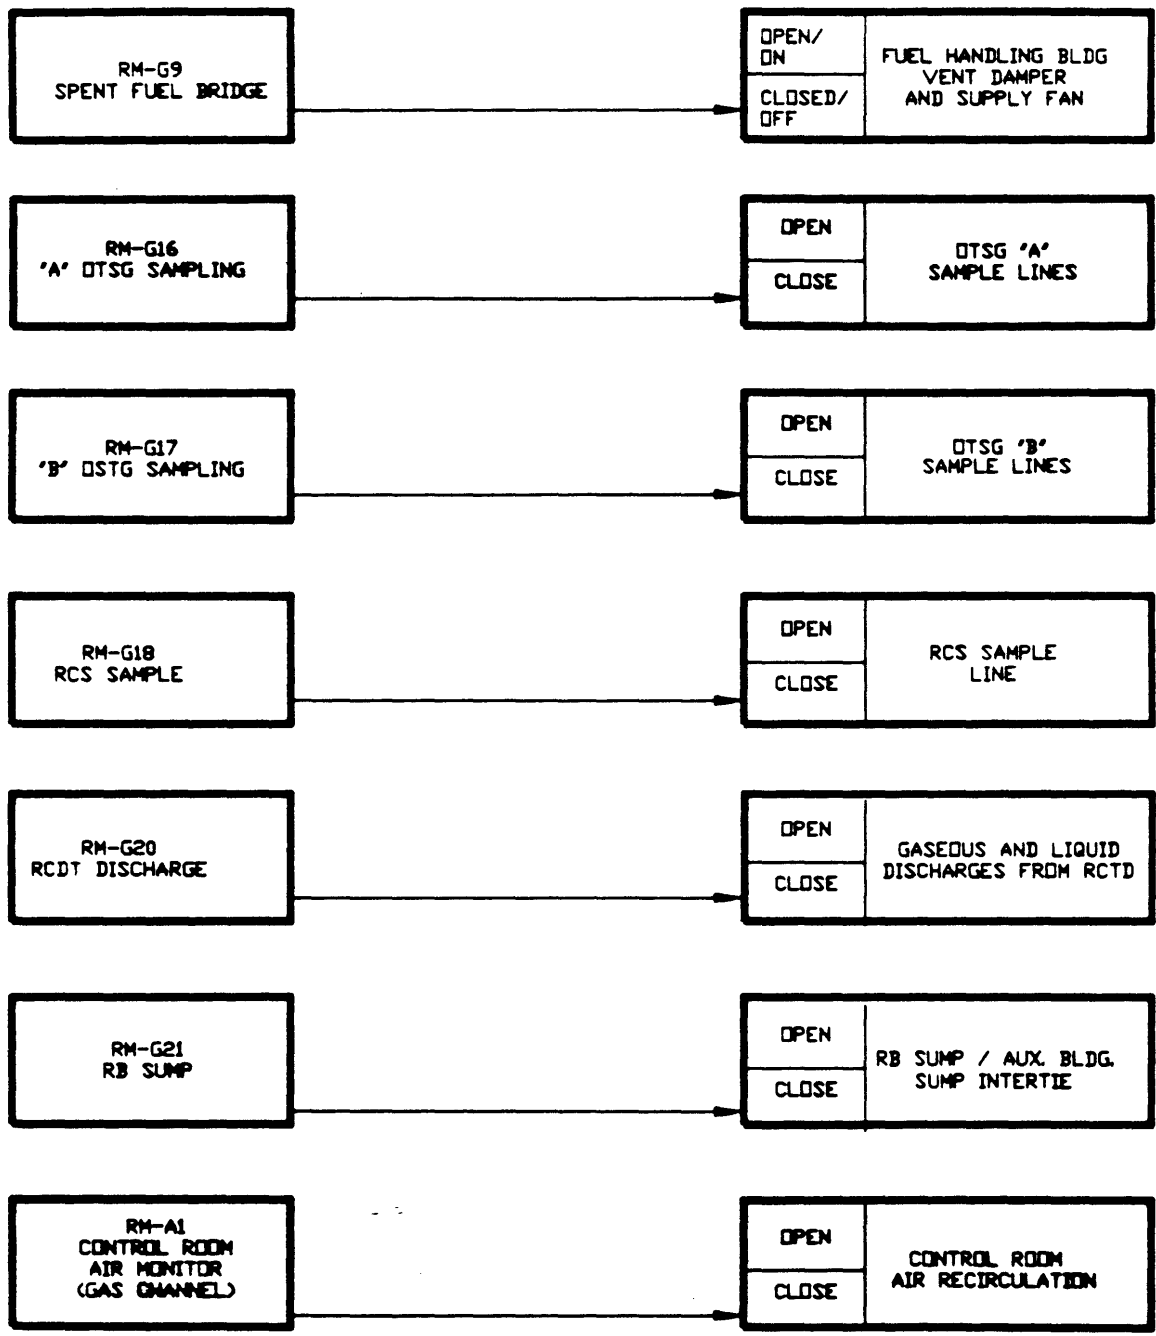 RM-G9
SPENT FUEL BRIDGE
OPEN/
ON
CLOSED/
OFF
FUEL HANDLING BLDG
VENT DAMPER
AND SUPPLY FAN
RM-G16
"A" OTSG SAMPLING
OPEN
CLOSE
OTSG "A"
SAMPLE LINES
RM-G17
"B" OSTG SAMPLING
OPEN
CLOSE
OTSG "B"
SAMPLE LINES
RM-G18
RCS SAMPLE
OPEN
CLOSE
RCS SAMPLE
LINE
RM-G20
RCDT DISCHARGE
OPEN
CLOSE
GASEOUS AND LIQUID
DISCHARGES FROM RCTD
RM-G21
RB SUMP
OPEN
CLOSE
RB SUMP / AUX. BLDG.
SUMP INTERTIE
RM-A1
CONTROL ROOM
AIR MONITOR
(GAS CHANNEL)
OPEN
CLOSE
CONTROL ROOM
AIR RECIRCULATION